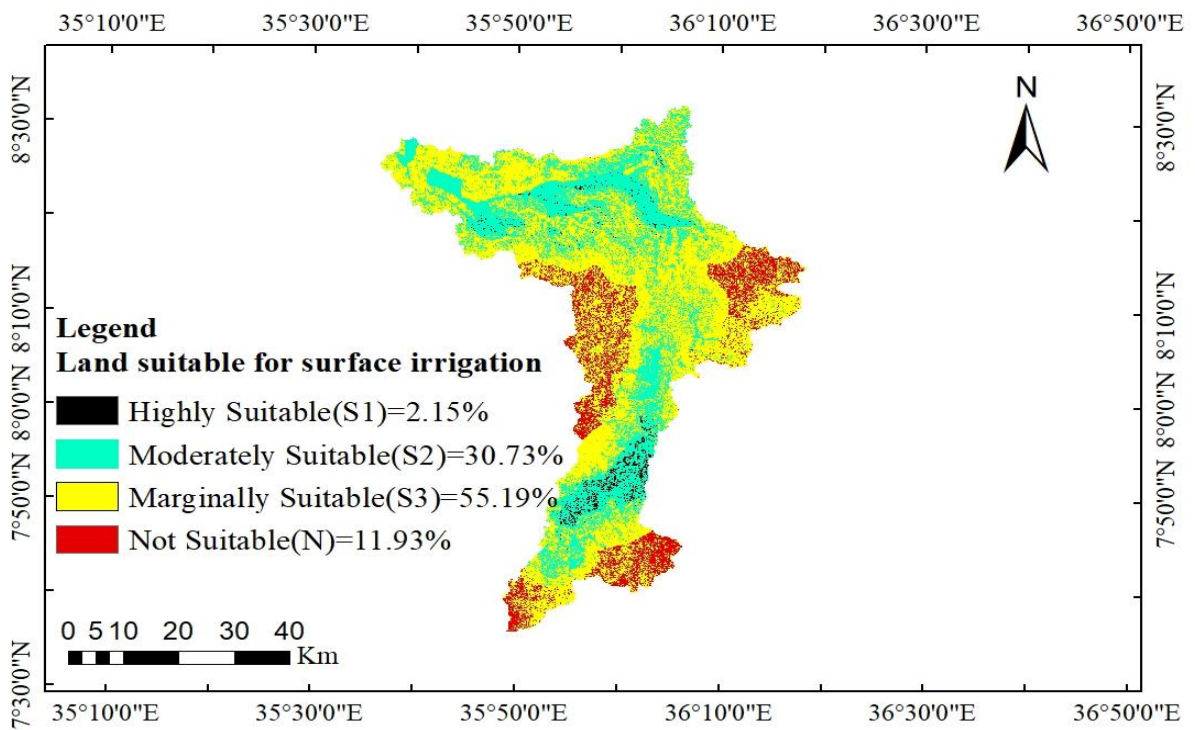 35°10'0"E 35°30'0"E 35°50'0"E 36°10'0"E 36°30'0"E 36°50'0"E
N
8°30'0"N
8°30'0"N
8°10'0"N
8°10'0"N
Legend
Land suitable for surface irrigation
8°0'0"N
8°0'0"N
Highly Suitable(S1)=2.15%
Moderately Suitable(S2)=30.73%
Marginally Suitable(S3)=55.19%
Not Suitable(N)=11.93%
7°50'0"N
7°50'0"N
0 5 10 20 30 40
Km
7°30'0"N
35°10'0"E 35°30'0"E 35°50'0"E 36°10'0"E 36°30'0"E 36°50'0"E